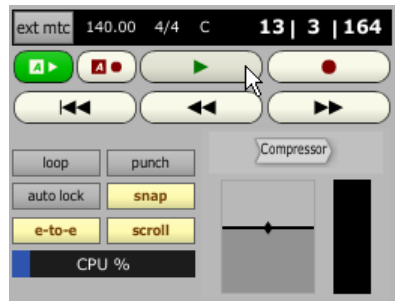 ext mtc 140.00 4/4 C 13| 3 |164
A A
Compressor
loop punch
auto lock snap
e-to-e scroll
CPU %